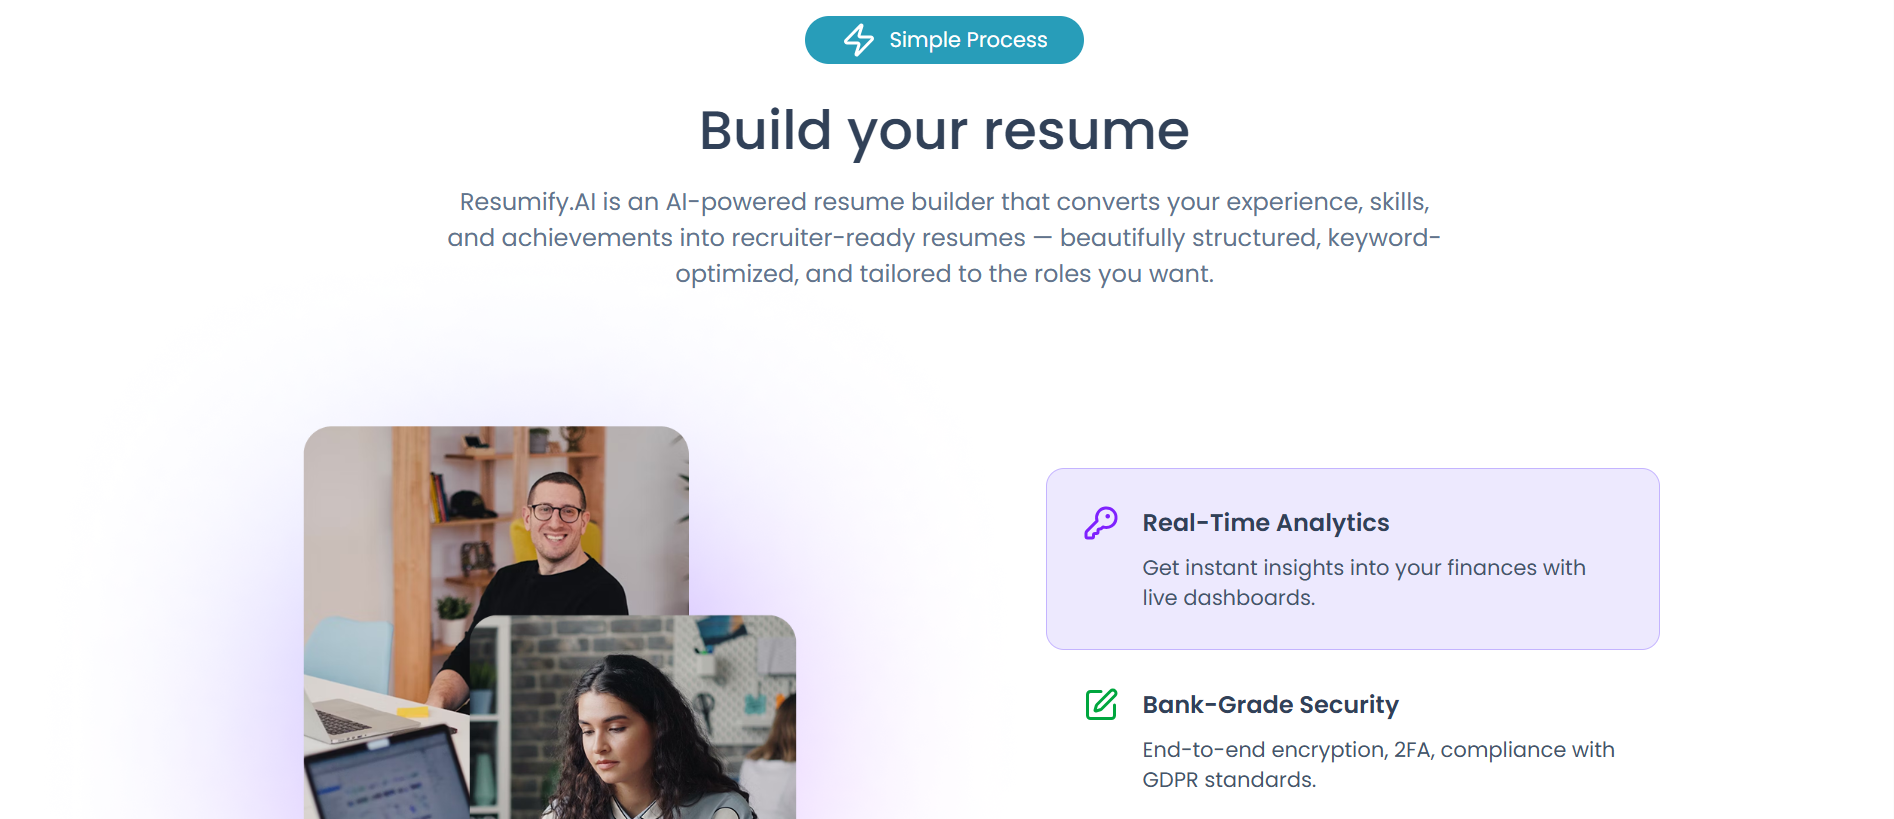 Simple Process
Build your resume
Resumify.AI is an AI-powered resume builder that converts your experience, skills,
and achievements into recruiter-ready resumes — beautifully structured, keyword-
optimized, and tailored to the roles you want.
Real-Time Analytics
Get instant insights into your finances with
live dashboards.
Bank-Grade Security
End-to-end encryption, 2FA, compliance with
GDPR standards.